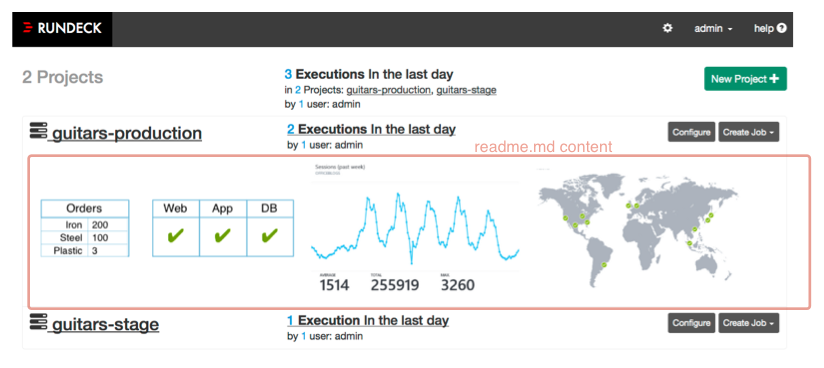 RUNDECK
admin
help
2 Projects
3 Executions In the last day
in 2 Projects: guitars-production, guitars-stage
by 1 user: admin
New Project
guitars-production
2 Executions In the last day
by 1 user: admin
Configure
Create Job
readme.md content
Orders
Iron 200
Steel 100
Plastic 3
Web App DB
Sessions (past week)
AVERAGE TOTAL MAX
1514 255919 3260
guitars-stage
1 Execution In the last day
by 1 user: admin
Configure
Create Job